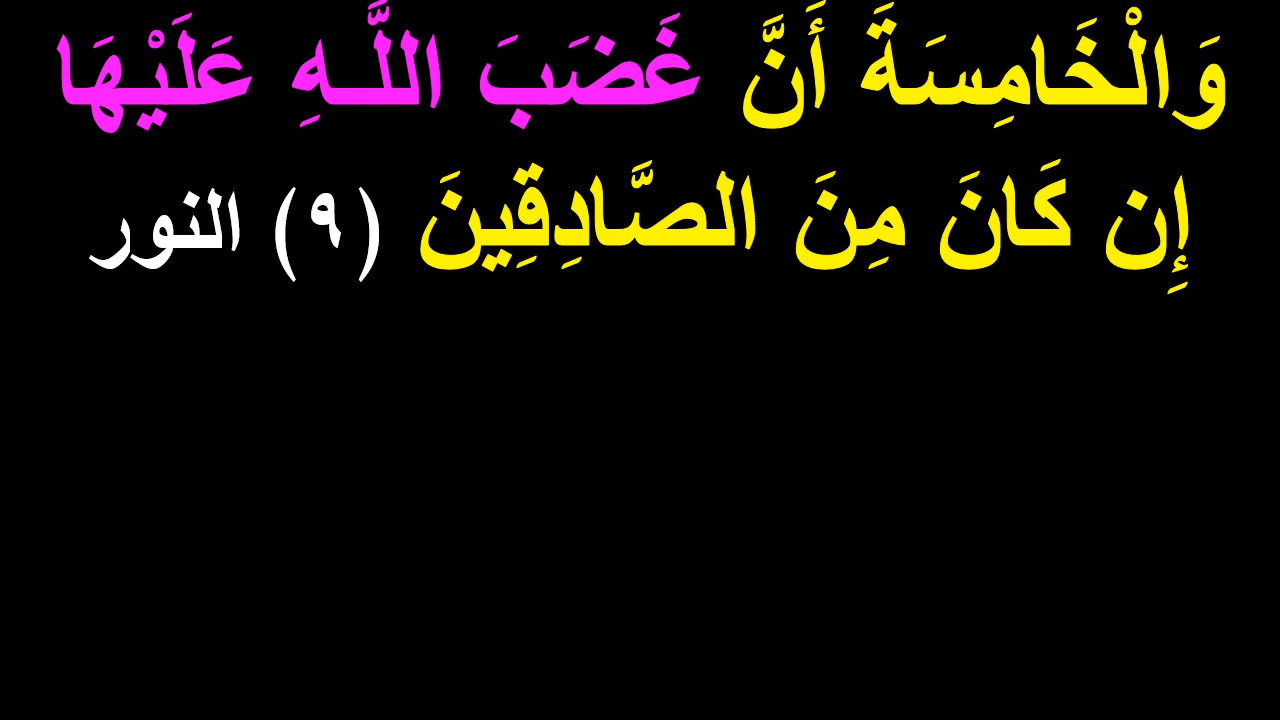 وَالْخَامِسَةَ أَنَّ غَضَبَ اللَّـهِ عَلَيْهَا
إِن كَانَ مِنَ الصَّادِقِينَ (٩) النور